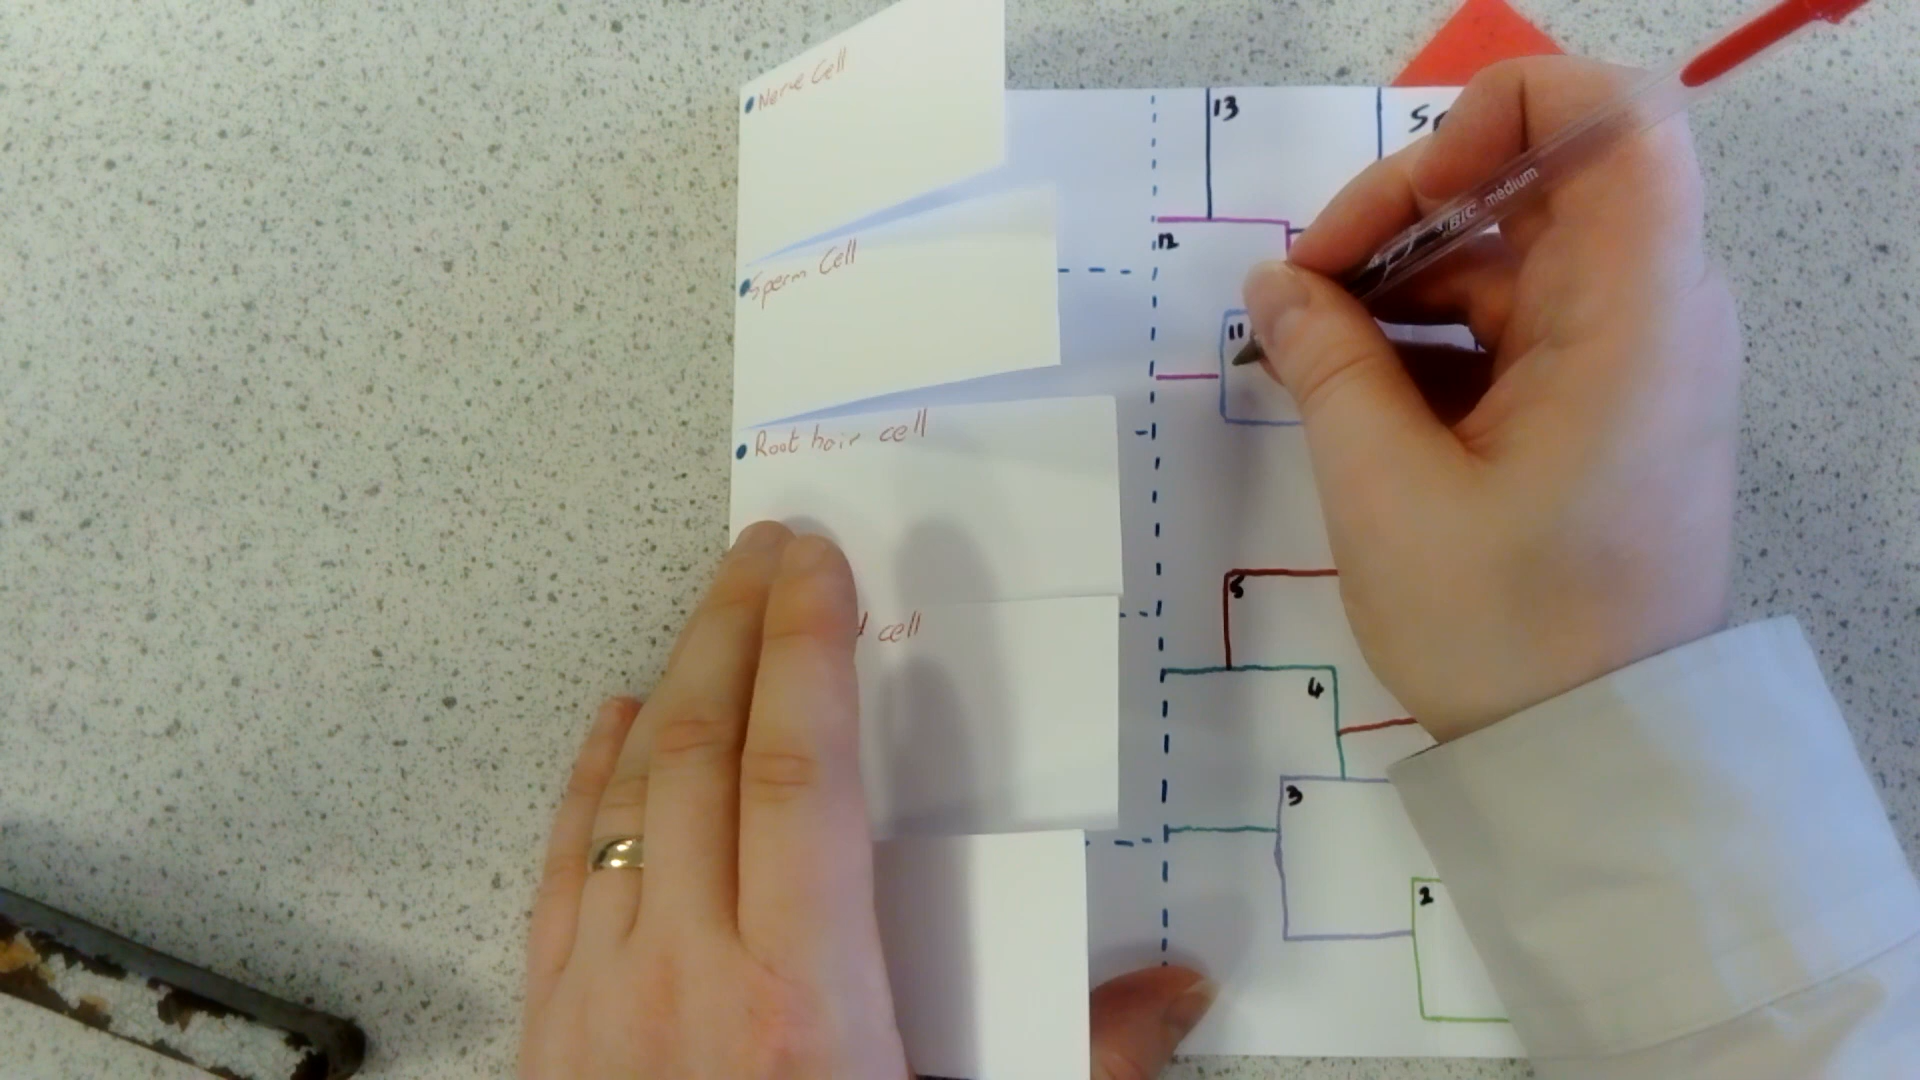 Nerve Cell
Sperm Cell
Root hair cell
cell
13
12
11
5
4
3
2
BIC medium